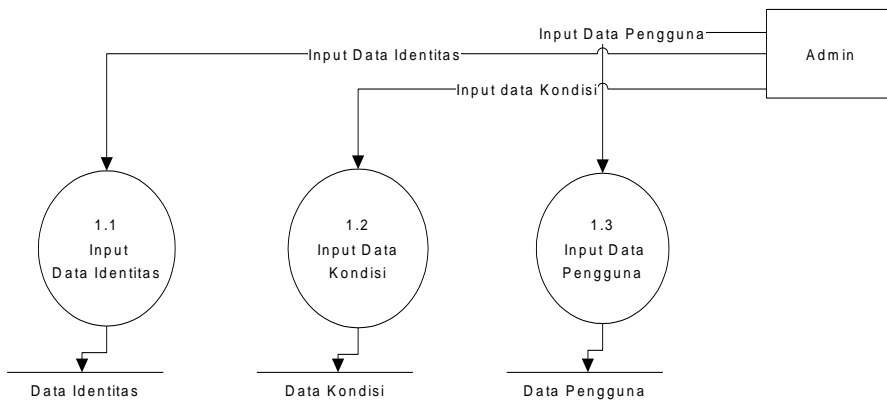 Input Data Pengguna
Input Data Identitas
Admin
Input data Kondisi
1.1
Input
Data Identitas
1.2
Input Data
Kondisi
1.3
Input Data
Pengguna
Data Identitas
Data Kondisi
Data Pengguna